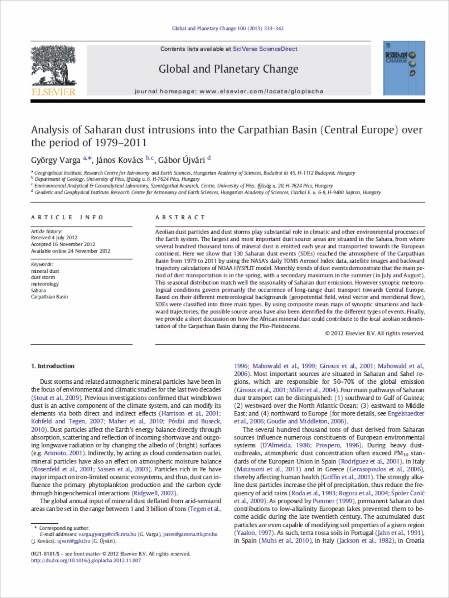 Global and Planetary Change 100 (2013) 333–342
Contents lists available at SciVerse ScienceDirect
Global and Planetary Change
journal homepage: www.elsevier.com/locate/gloplacha
ELSEVIER
Analysis of Saharan dust intrusions into the Carpathian Basin (Central Europe) over
the period of 1979–2011
György Varga a,*, János Kovács b,c, Gábor Újvári d
a Geographical Institute, Research Centre for Astronomy and Earth Sciences, Hungarian Academy of Sciences, Budaörsi út 45, H-1112 Budapest, Hungary
b Department of Geology, University of Pécs, Ifjúság u. 6, H-7624 Pécs, Hungary
c Environmental Analytical & Geoanalytical Laboratory, Szentágothai Research Centre, University of Pécs, Ifjúság u. 20, H-7624 Pécs, Hungary
d Geodetic and Geophysical Institute, Research Centre for Astronomy and Earth Sciences, Hungarian Academy of Sciences, Csatkai E. u. 6-8, H-9400 Sopron, Hungary
ARTICLE INFO
Article history:
Received 4 July 2012
Accepted 16 November 2012
Available online 24 November 2012
Keywords:
mineral dust
dust storm
meteorology
Sahara
Carpathian Basin
ABSTRACT
Aeolian dust particles and dust storms play substantial role in climatic and other environmental processes of
the Earth system. The largest and most important dust source areas are situated in the Sahara, from where
several hundred thousand tons of mineral dust is emitted each year and transported towards the European
continent. Here we show that 130 Saharan dust events (SDEs) reached the atmosphere of the Carpathian
Basin from 1979 to 2011 by using the NASA's daily TOMS Aerosol Index data, satellite images and backward
trajectory calculations of NOAA HYSPLIT model. Monthly trends of dust events demonstrate that the main pe-
riod of dust transportation is in the spring, with a secondary maximum in the summer (in July and August).
This seasonal distribution match well the seasonality of Saharan dust emissions. However synoptic meteoro-
logical conditions govern primarily the occurrence of long-range dust transport towards Central Europe.
Based on their different meteorological backgrounds (geopotential field, wind vector and meridional flow),
SDEs were classified into three main types. By using composite mean maps of synoptic situations and back-
ward trajectories, the possible source areas have also been identified for the different types of events. Finally,
we provide a short discussion on how the African mineral dust could contribute to the local aeolian sedimen-
tation of the Carpathian Basin during the Plio–Pleistocene.
© 2012 Elsevier B.V. All rights reserved.
1. Introduction
Dust storms and related atmospheric mineral particles have been in
the focus of environmental and climatic studies for the last two decades
(Stout et al., 2009). Previous investigations confirmed that windblown
dust is an active component of the climate system, and can modify its
elements via both direct and indirect effects (Harrison et al., 2001;
Kohfeld and Tegen, 2007; Maher et al., 2010; Pósfai and Buseck,
2010). Dust particles affect the Earth's energy balance directly through
absorption, scattering and reflection of incoming shortwave and outgo-
ing longwave radiation or by changing the albedo of (bright) surfaces
(e.g. Arimoto, 2001). Indirectly, by acting as cloud condensation nuclei,
mineral particles have also an effect on atmospheric moisture balance
(Rosenfeld et al., 2001; Sassen et al., 2003). Particles rich in Fe have
major impact on iron-limited oceanic ecosystems, and thus, dust can in-
fluence the primary phytoplankton production and the carbon cycle
through biogeochemical interactions (Ridgwell, 2002).
The global annual input of mineral dust deflated from arid–semiarid
areas can be set in the range between 1 and 3 billion of tons (Tegen et al.,
* Corresponding author.
E-mail addresses: varga.gyorgy@csfk.mta.hu (G. Varga), jones@gamma.ttk.pte.hu
(J. Kovács), ujvari@ggki.hu (G. Újvári).
1996; Mahowald et al., 1999; Ginoux et al., 2001; Mahowald et al.,
2006). Most important sources are situated in Saharan and Sahel re-
gions, which are responsible for 50–70% of the global emission
(Ginoux et al., 2001; Miller et al., 2004). Four main pathways of Saharan
dust transport can be distinguished: (1) southward to Gulf of Guinea;
(2) westward over the North Atlantic Ocean; (3) eastward to Middle
East; and (4) northward to Europe (for more details, see Engelstaedter
et al., 2006; Goudie and Middleton, 2006).
The several hundred thousand tons of dust derived from Saharan
sources influence numerous constituents of European environmental
systems (D'Almeida, 1986; Prospero, 1996). During heavy dust-
outbreaks, atmospheric dust concentration often exceed PM10 stan-
dards of the European Union in Spain (Rodríguez et al., 2001), in Italy
(Matassoni et al., 2011) and in Greece (Gerasopoulos et al., 2006),
thereby affecting human health (Griffin et al., 2001). The strongly alka-
line dust particles increase the pH of precipitation, thus reduce the fre-
quency of acid rains (Roda et al., 1993; Rogora et al., 2004; Špoler Čanić
et al., 2009). As proposed by Psenner (1999), permanent Saharan dust
contributions to low-alkalinity European lakes prevented them to be-
come acidic during the late twentieth century. The accumulated dust
particles are even capable of modifying soil properties of a given region
(Yaalon, 1997). As such, terra rossa soils in Portugal (Jahn et al., 1991),
in Spain (Muhs et al., 2010), in Italy (Jackson et al., 1982), in Croatia
0921-8181/$ – see front matter © 2012 Elsevier B.V. All rights reserved.
http://dx.doi.org/10.1016/j.gloplacha.2012.11.007